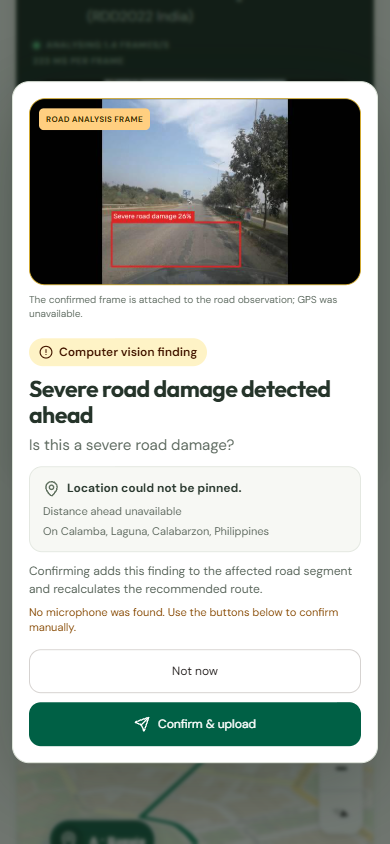 (RDD2022 India)
ROAD ANALYSIS FRAME
Severe road damage 26%
The confirmed frame is attached to the road observation; GPS was
unavailable.
Computer vision finding
Severe road damage detected
ahead
Is this a severe road damage?
Location could not be pinned.
Distance ahead unavailable
On Calamba, Laguna, Calabarzon, Philippines
Confirming adds this finding to the affected road segment
and recalculates the recommended route.
No microphone was found. Use the buttons below to confirm
manually.
Not now
Confirm & upload